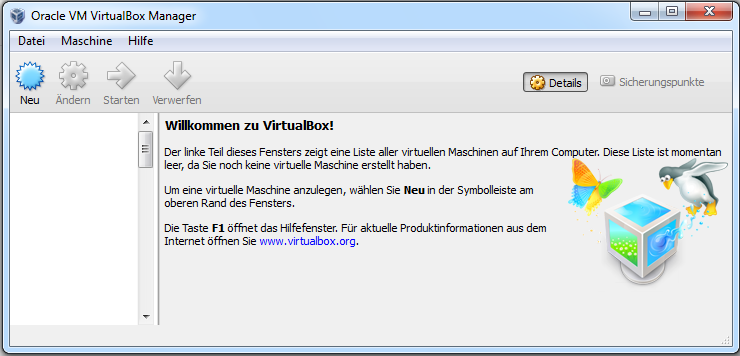 Oracle VM VirtualBox Manager
Datei Maschine Hilfe
Neu Ändern Starten Verwerfen Details Sicherungspunkte
Willkommen zu VirtualBox!
Der linke Teil dieses Fensters zeigt eine Liste aller virtuellen Maschinen auf Ihrem Computer. Diese Liste ist momentan
leer, da Sie noch keine virtuelle Maschine erstellt haben.
Um eine virtuelle Maschine anzulegen, wählen Sie Neu in der Symbolleiste am
oberen Rand des Fensters.
Die Taste F1 öffnet das Hilfefenster. Für aktuelle Produktinformationen aus dem
Internet öffnen Sie www.virtualbox.org.